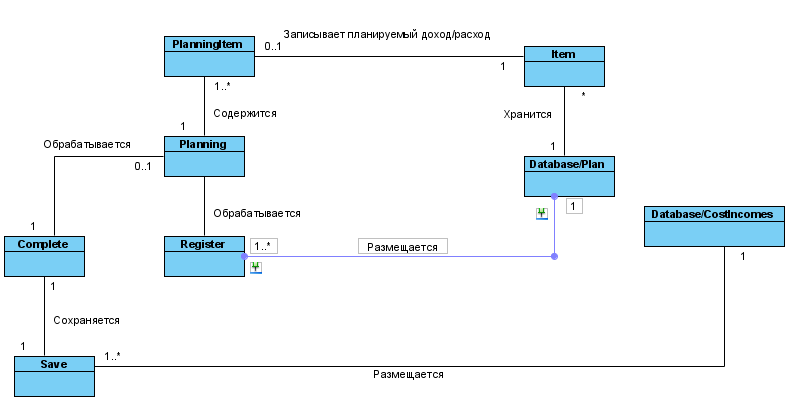 Записывает планируемый доход/расход
PlanningItem
0..1
Item
1
1..*
*
Содержится
Хранится
1
Обрабатывается
Planning
1
0..1
Database/Plan
1
Database/CostIncomes
Обрабатывается
1
Complete
Register
1..*
Размещается
1
1
Сохраняется
1
1..*
Save
Размещается